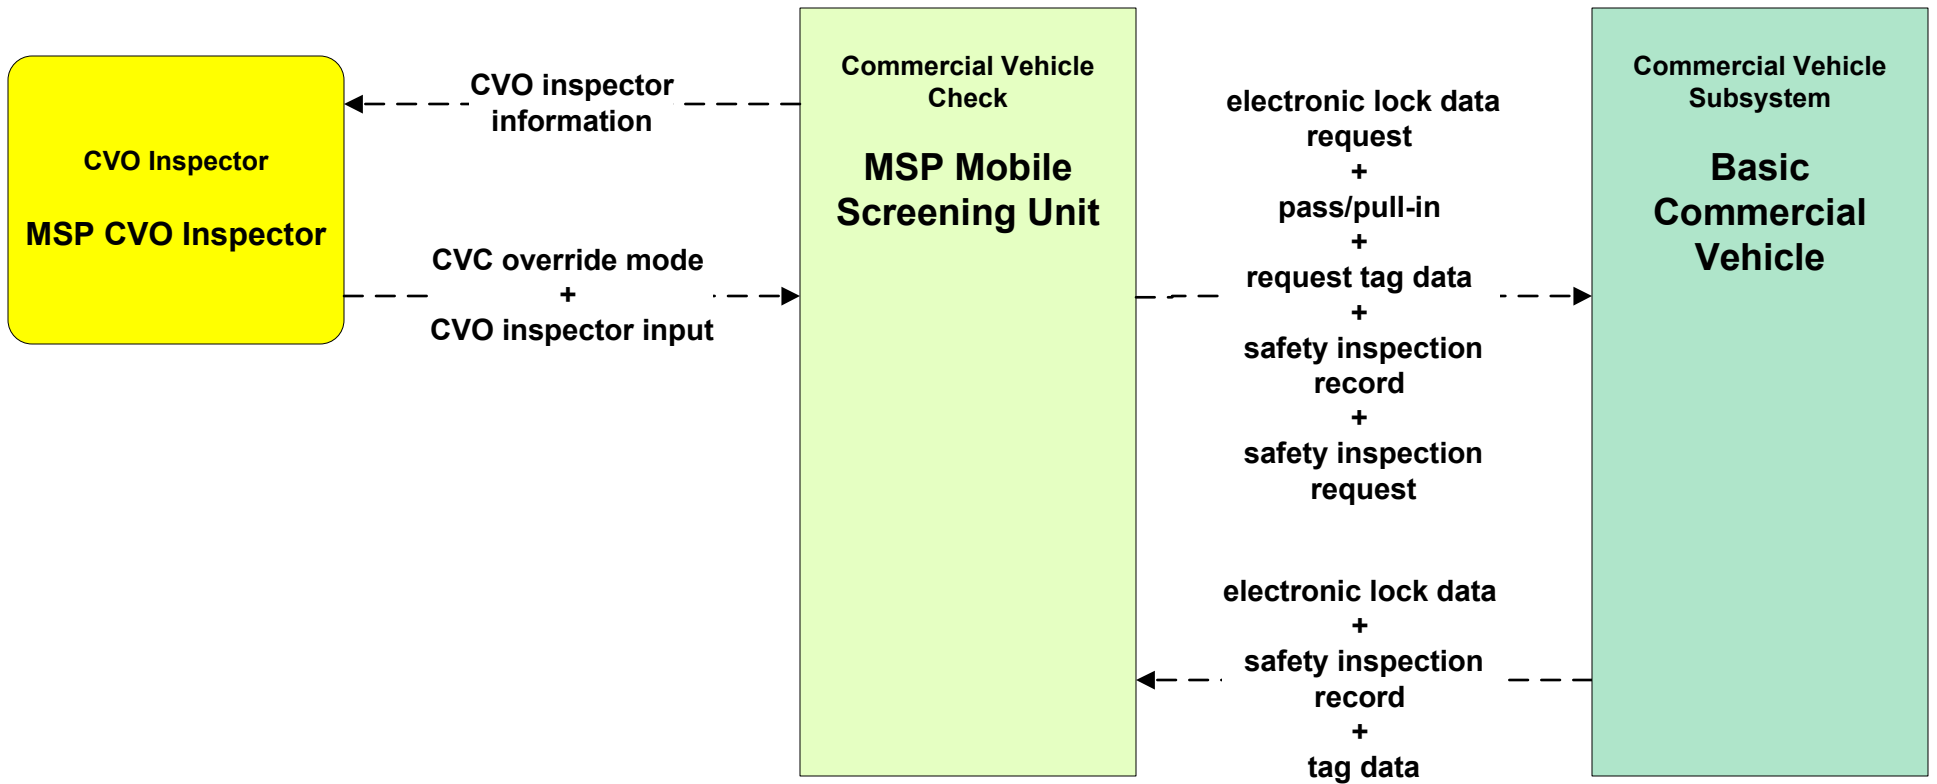 CVO Inspector
MSP CVO Inspector
CVO inspector
information
CVC override mode
+
CVO inspector input
Commercial Vehicle
Check
MSP Mobile
Screening Unit
electronic lock data
request
+
pass/pull-in
+
request tag data
+
safety inspection
record
+
safety inspection
request
electronic lock data
+
safety inspection
record
+
tag data
Commercial Vehicle
Subsystem
Basic
Commercial
Vehicle